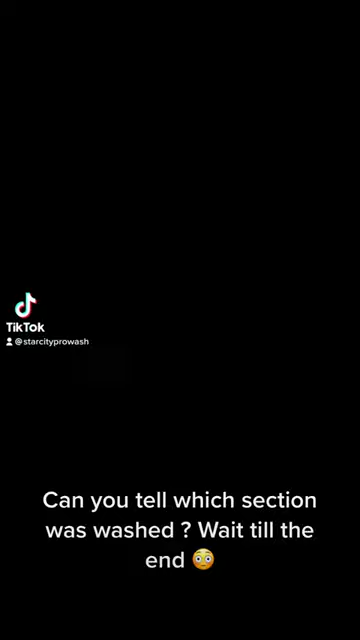 TikTok
@starcityprowash
Can you tell which section
was washed ? Wait till the
end 😳